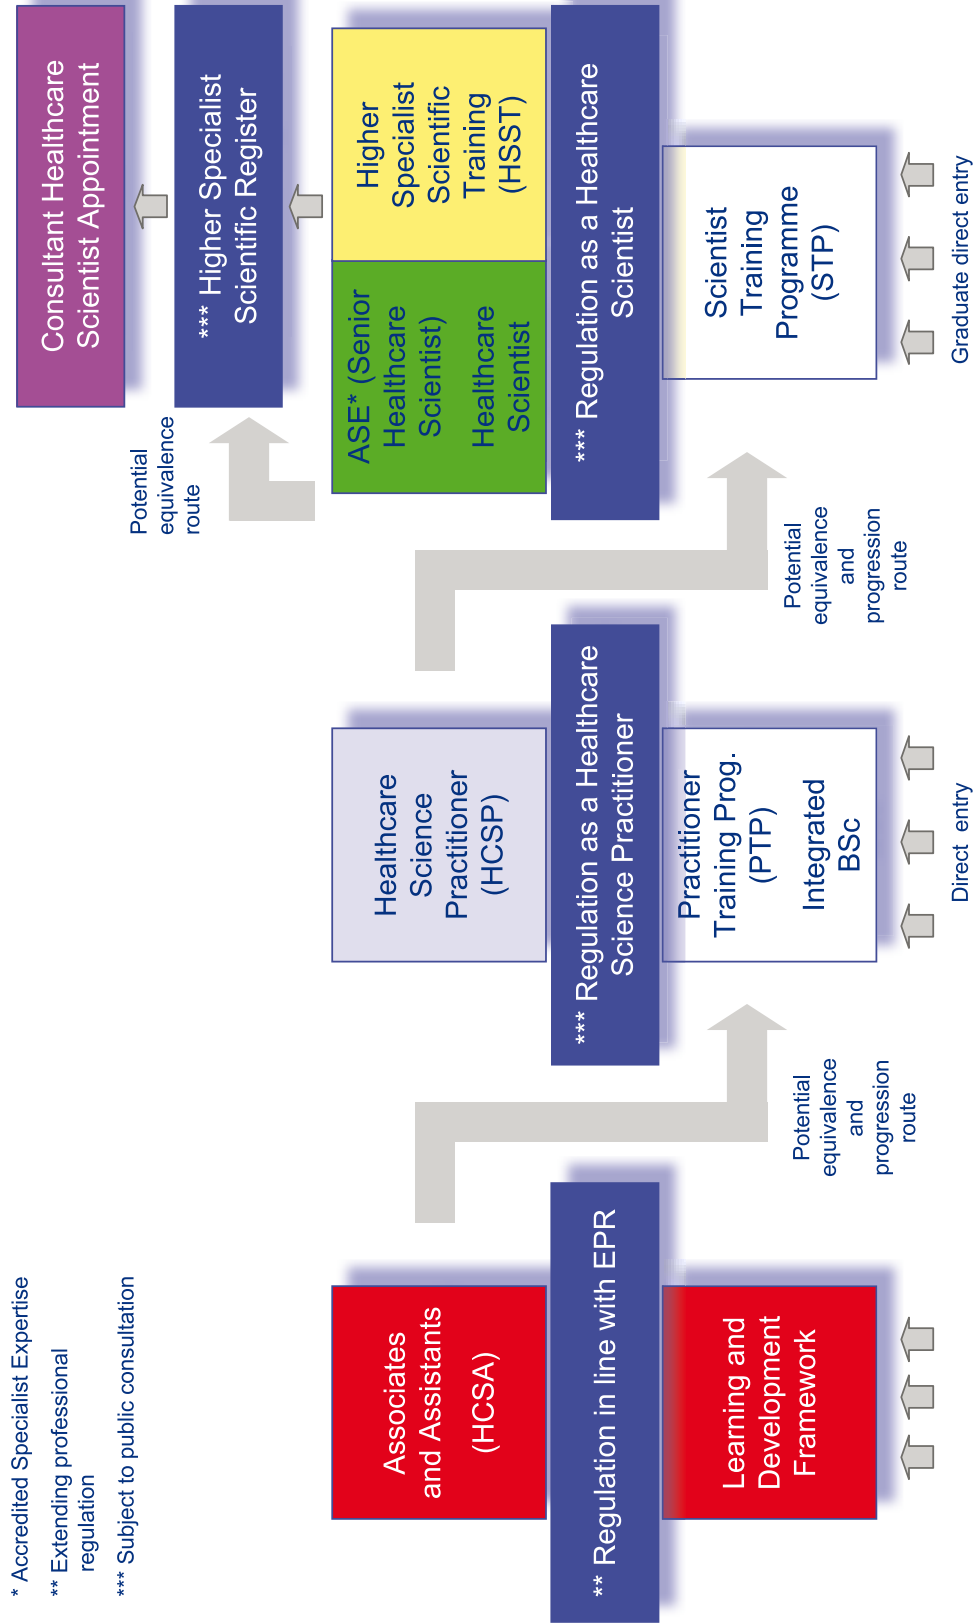 * Accredited Specialist Expertise
** Extending professional
regulation
*** Subject to public consultation
Associates
and Assistants
(HCSA)
** Regulation in line with EPR
Learning and
Development
Framework
Potential
equivalence
and
progression
route
Healthcare
Science
Practitioner
(HCSP)
*** Regulation as a Healthcare
Science Practitioner
Practitioner
Training Prog.
(PTP)
Integrated
BSc
Direct entry
Potential
equivalence
and
progression
route
Potential
equivalence
route
Consultant Healthcare
Scientist Appointment
*** Higher Specialist
Scientific Register
ASE* (Senior
Healthcare
Scientist)
Healthcare
Scientist
Higher
Specialist
Scientific
Training
(HSST)
*** Regulation as a Healthcare
Scientist
Scientist
Training
Programme
(STP)
Graduate direct entry